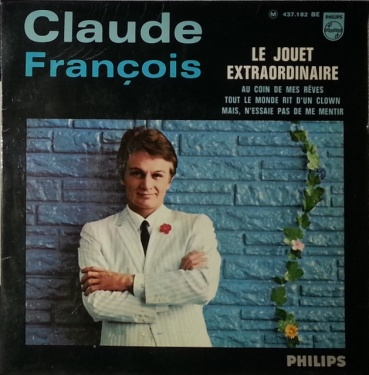 Claude
François
M 437.182 BE
PHILIPS
LE JOUET
EXTRAORDINAIRE
AU COIN DE MES RÊVES
TOUT LE MONDE RIT D'UN CLOWN
MAIS, N'ESSAIE PAS DE ME MENTIR
PHILIPS